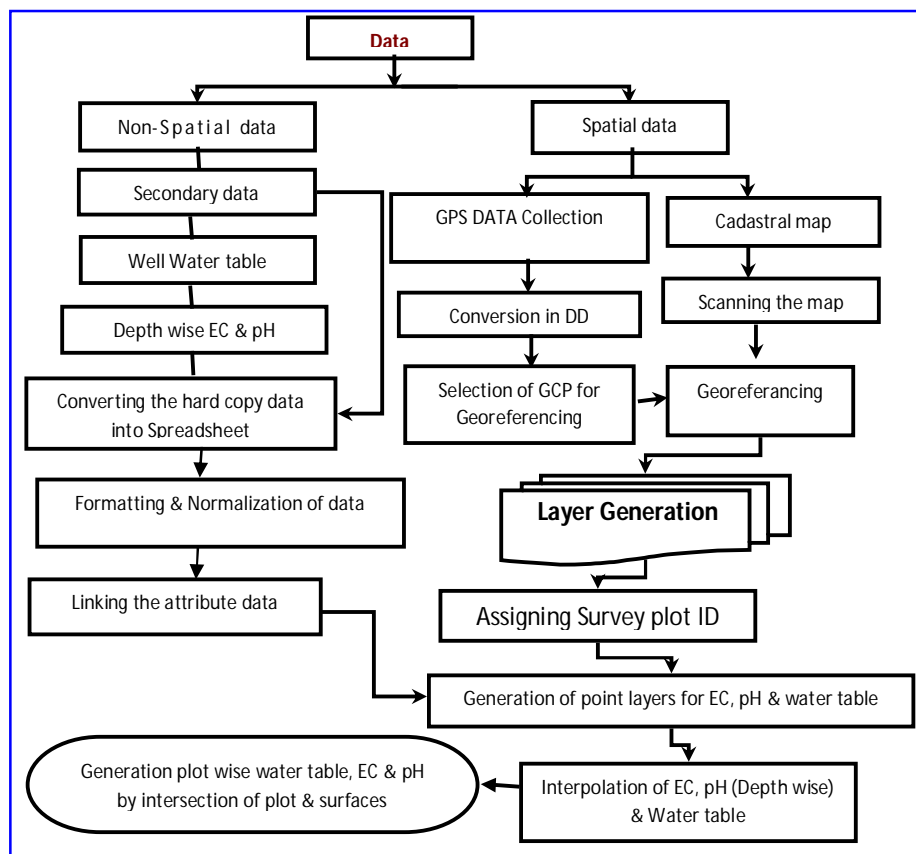 Data
Non-Spatial data
Spatial data
Secondary data
GPS DATA Collection
Cadastral map
Well Water table
Scanning the map
Depth wise EC & pH
Conversion in DD
Converting the hard copy data
into Spreadsheet
Selection of GCP for
Georeferencing
Georeferancing
Formatting & Normalization of data
Layer Generation
Linking the attribute data
Assigning Survey plot ID
Generation of point layers for EC, pH & water table
Generation plot wise water table, EC & pH
by intersection of plot & surfaces
Interpolation of EC, pH (Depth wise)
& Water table